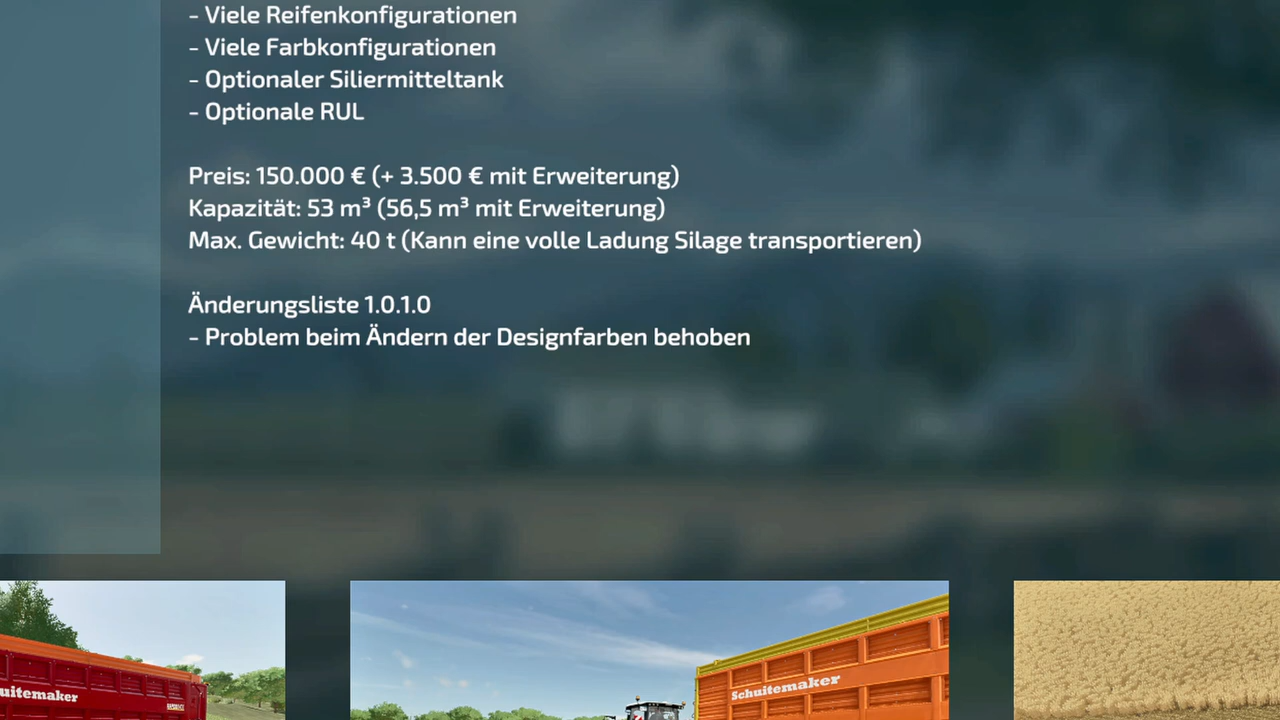 - Viele Reifenkonfigurationen
- Viele Farbkonfigurationen
- Optionaler Siliermitteltank
- Optionale RUL
Preis: 150.000 € (+ 3.500 € mit Erweiterung)
Kapazität: 53 m³ (56,5 m³ mit Erweiterung)
Max. Gewicht: 40 t (Kann eine volle Ladung Silage transportieren)
Änderungsliste 1.0.1.0
- Problem beim Ändern der Designfarben behoben
uitemaker
Schuitemaker